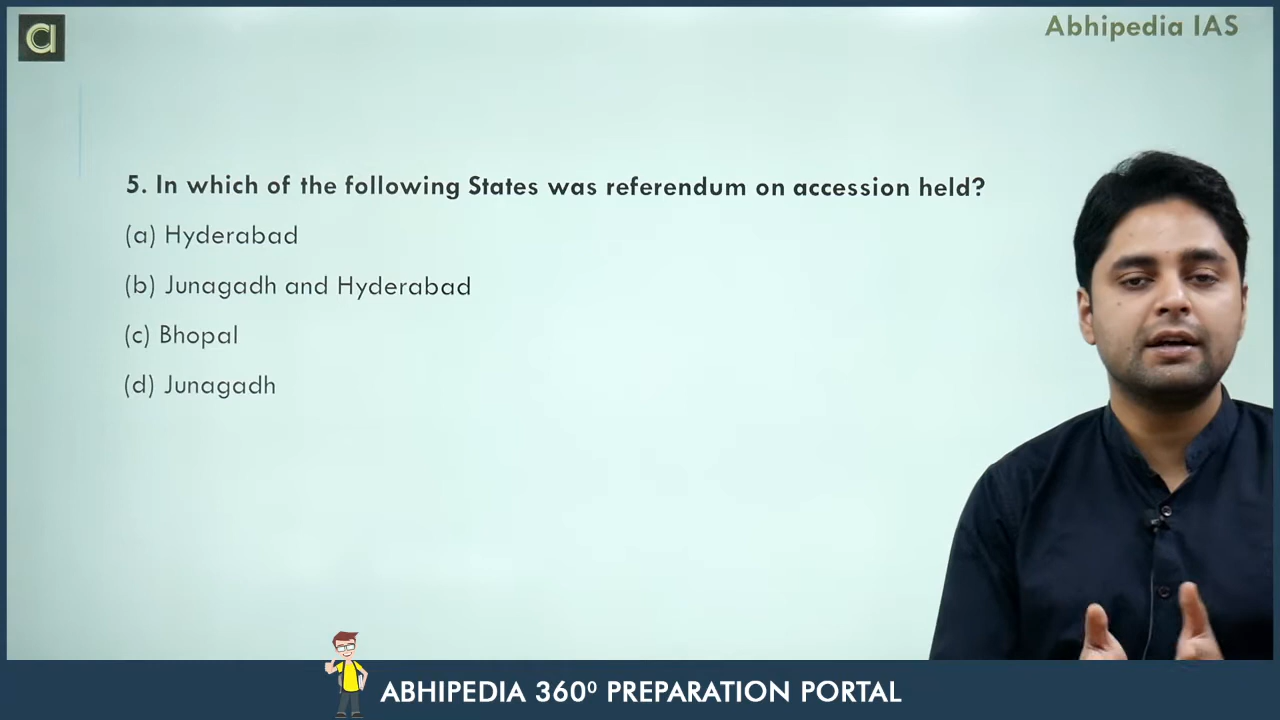 Abhipedia IAS
5. In which of the following States was referendum on accession held?
(a) Hyderabad
(b) Junagadh and Hyderabad
(c) Bhopal
(d) Junagadh
ABHIPEDIA 360⁰ PREPARATION PORTAL